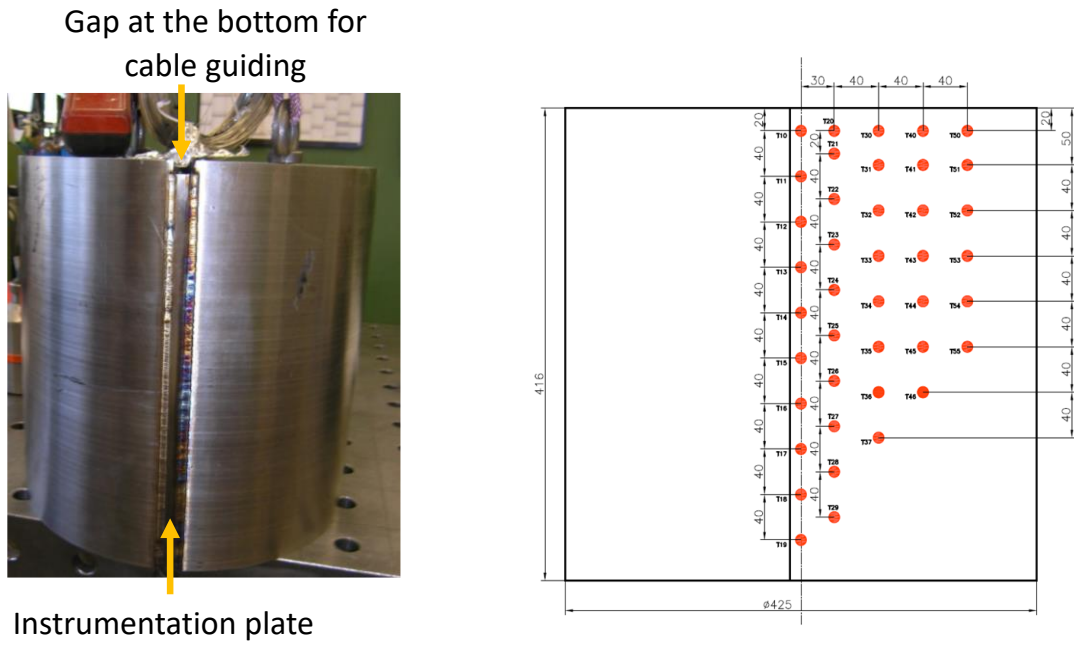 Gap at the bottom for
cable guiding
Instrumentation plate
30 40 40 40
20 20 50
T10 T20 T30 T40 T50
20
T21
40
T31 T41 T51
T11
40 40
T22
40
T32 T42 T52
T12
40 40
T23
40
T33 T43 T53
T13
40 40
T24
40
T34 T44 T54
T14
40 40
T25
40
T35 T45 T55
T15
416
40 40
T26
40
T36 T46
T16
40 40
T27
40
T37
T17
40 40
T28
T18
40 40
T29
T19
ø425